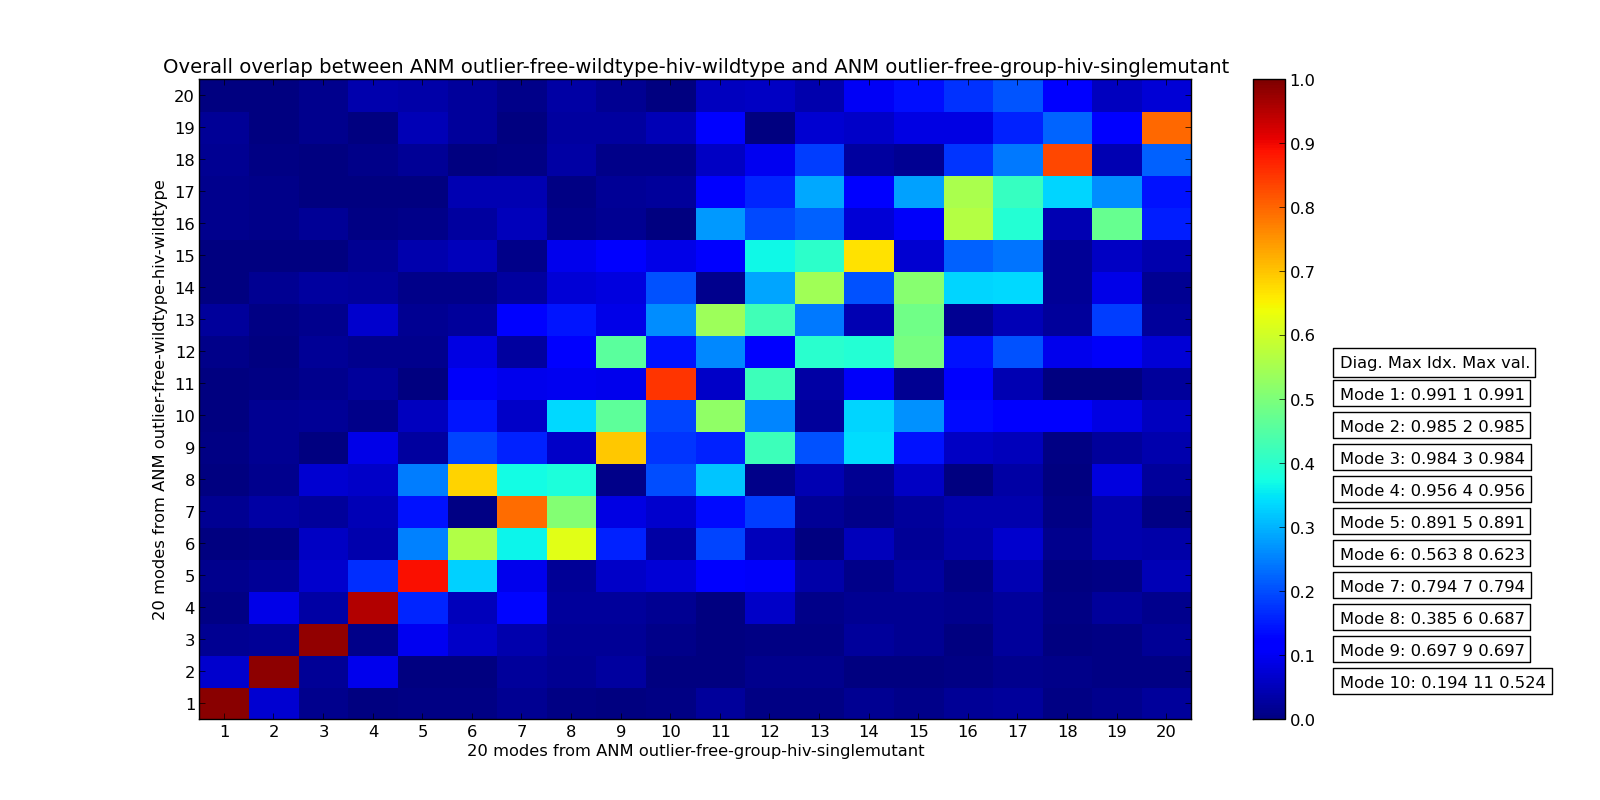 Overall overlap between ANM outlier-free-wildtype-hiv-wildtype and ANM outlier-free-group-hiv-singlemutant
20 modes from ANM outlier-free-wildtype-hiv-wildtype
20
19
18
17
16
15
14
13
12
11
10
9
8
7
6
5
4
3
2
1
1 2 3 4 5 6 7 8 9 10 11 12 13 14 15 16 17 18 19 20
20 modes from ANM outlier-free-group-hiv-singlemutant
1.0
0.9
0.8
0.7
0.6
0.5
0.4
0.3
0.2
0.1
0.0
Diag. Max Idx. Max val.
Mode 1: 0.991 1 0.991
Mode 2: 0.985 2 0.985
Mode 3: 0.984 3 0.984
Mode 4: 0.956 4 0.956
Mode 5: 0.891 5 0.891
Mode 6: 0.563 8 0.623
Mode 7: 0.794 7 0.794
Mode 8: 0.385 6 0.687
Mode 9: 0.697 9 0.697
Mode 10: 0.194 11 0.524